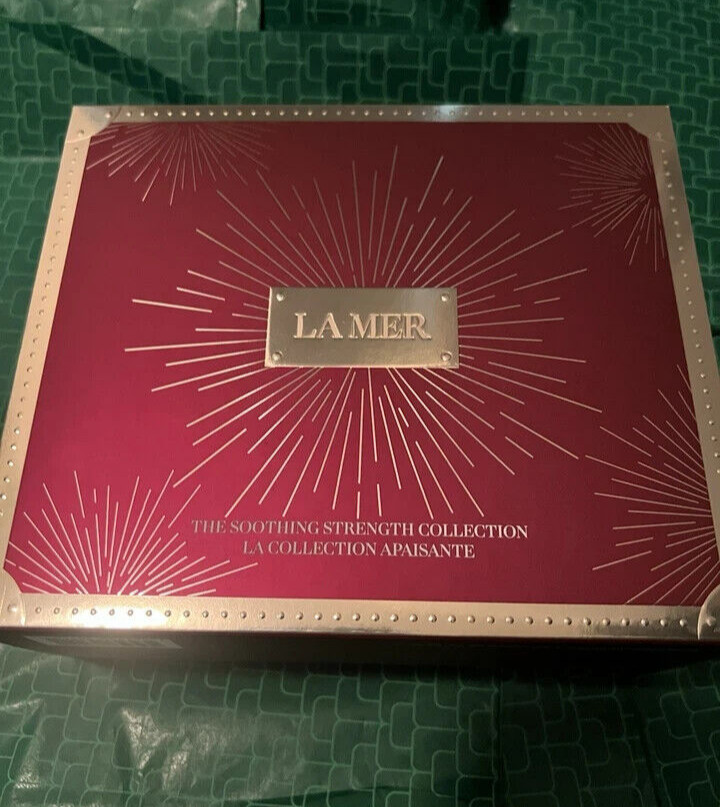 LA MER
THE SOOTHING STRENGTH COLLECTION
LA COLLECTION APAISANTE